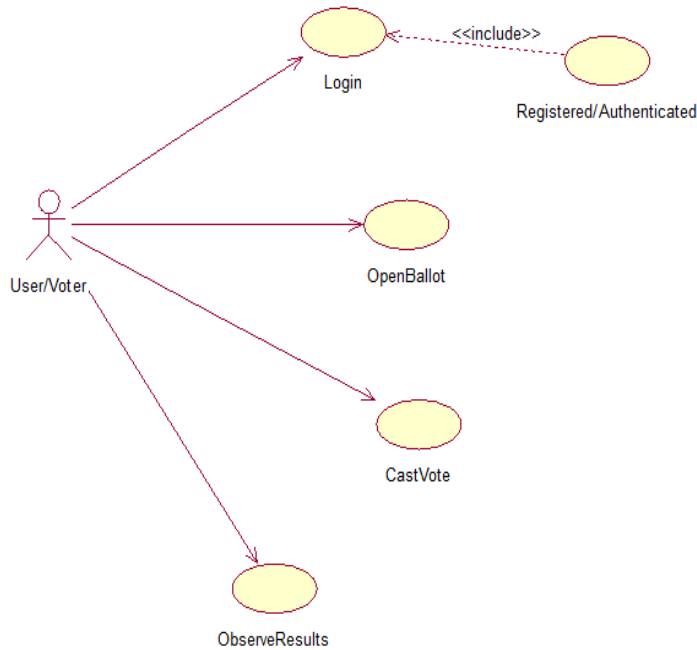 <<include>>
Login
Registered/Authenticated
User/Voter
OpenBallot
CastVote
ObserveResults